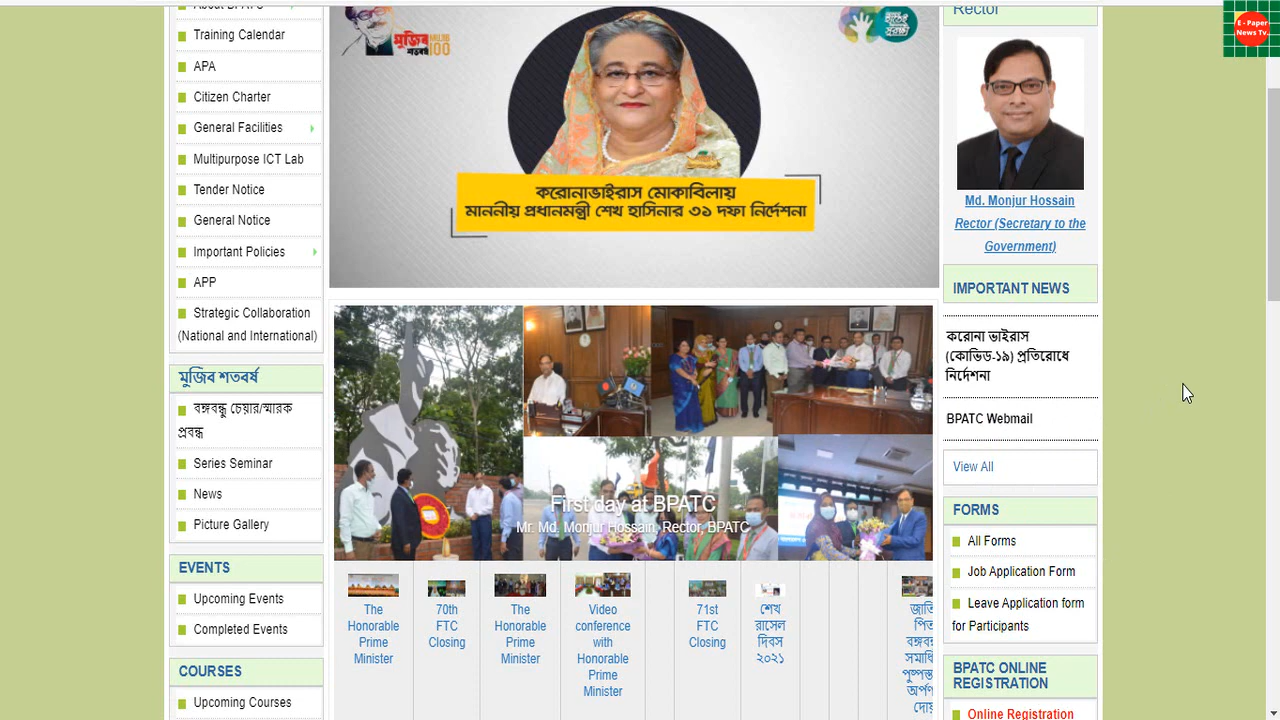 About BPATC
Training Calendar
APA
Citizen Charter
General Facilities
Multipurpose ICT Lab
Tender Notice
General Notice
Important Policies
APP
Strategic Collaboration
(National and International)
মুজিব শতবর্ষ
বঙ্গবন্ধু চেয়ার/স্মারক
প্রবন্ধ
Series Seminar
News
Picture Gallery
EVENTS
Upcoming Events
Completed Events
COURSES
Upcoming Courses
মুজিব
শতবর্ষ
MUJIB
100
করোনাভাইরাস মোকাবিলায়
মাননীয় প্রধানমন্ত্রী শেখ হাসিনার ৩১ দফা নির্দেশনা
First day at BPATC
Mr. Md. Monjur Hossain, Rector, BPATC
The
Honorable
Prime
Minister
70th
FTC
Closing
The
Honorable
Prime
Minister
Video
conference
with
Honorable
Prime
Minister
71st
FTC
Closing
শেখ
রাসেল
দিবস
২০২১
Rector
Md. Monjur Hossain
Rector (Secretary to the
Government)
IMPORTANT NEWS
করোনা ভাইরাস
(কোভিড-১৯) প্রতিরোধে
নির্দেশনা
BPATC Webmail
View All
FORMS
All Forms
Job Application Form
Leave Application form
for Participants
BPATC ONLINE
REGISTRATION
Online Registration
E - Paper
News Tv.